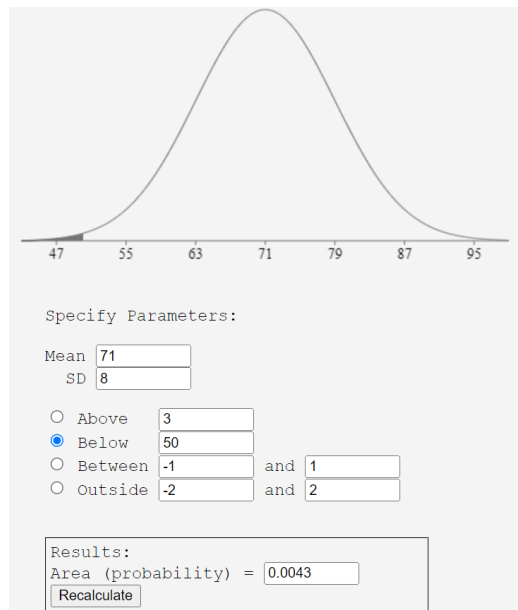 47 55 63 71 79 87 95
Specify Parameters:
Mean 71
SD 8
Above 3
Below 50
Between -1 and 1
Outside -2 and 2
Results:
Area (probability) = 0.0043
Recalculate